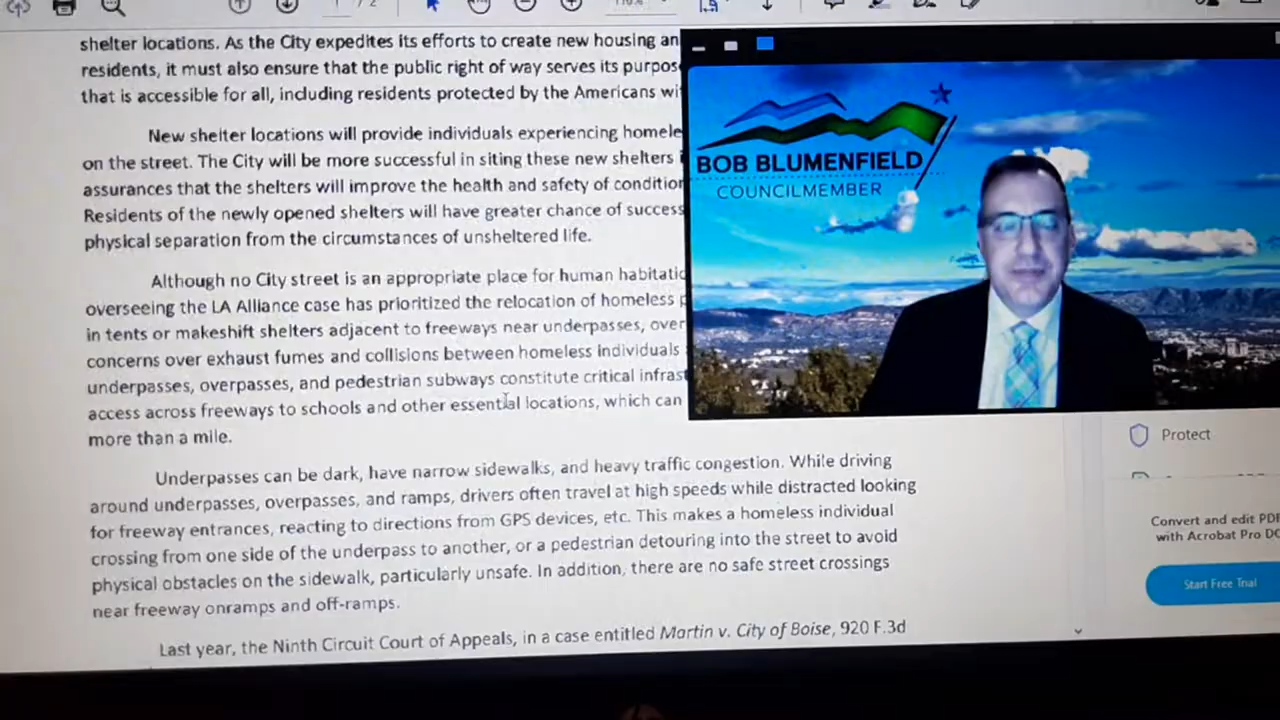 shelter locations. As the City expedites its efforts to create new housing an
residents, it must also ensure that the public right of way serves its purpos
that is accessible for all, including residents protected by the Americans wi
New shelter locations will provide individuals experiencing homele
on the street. The City will be more successful in siting these new shelters
assurances that the shelters will improve the health and safety of condition
Residents of the newly opened shelters will have greater chance of success
physical separation from the circumstances of unsheltered life.
Although no City street is an appropriate place for human habitatio
overseeing the LA Alliance case has prioritized the relocation of homeless p
in tents or makeshift shelters adjacent to freeways near underpasses, over
concerns over exhaust fumes and collisions between homeless individuals
underpasses, overpasses, and pedestrian subways constitute critical infrast
access across freeways to schools and other essential locations, which can
more than a mile.
Underpasses can be dark, have narrow sidewalks, and heavy traffic congestion. While driving
around underpasses, overpasses, and ramps, drivers often travel at high speeds while distracted looking
for freeway entrances, reacting to directions from GPS devices, etc. This makes a homeless individual
crossing from one side of the underpass to another, or a pedestrian detouring into the street to avoid
physical obstacles on the sidewalk, particularly unsafe. In addition, there are no safe street crossings
near freeway onramps and off-ramps.
Last year, the Ninth Circuit Court of Appeals, in a case entitled Martin v. City of Boise, 920 F.3d
BOB BLUMENFIELD
COUNCILMEMBER
Protect
Convert and edit PDF
with Acrobat Pro DC
Start Free Trial